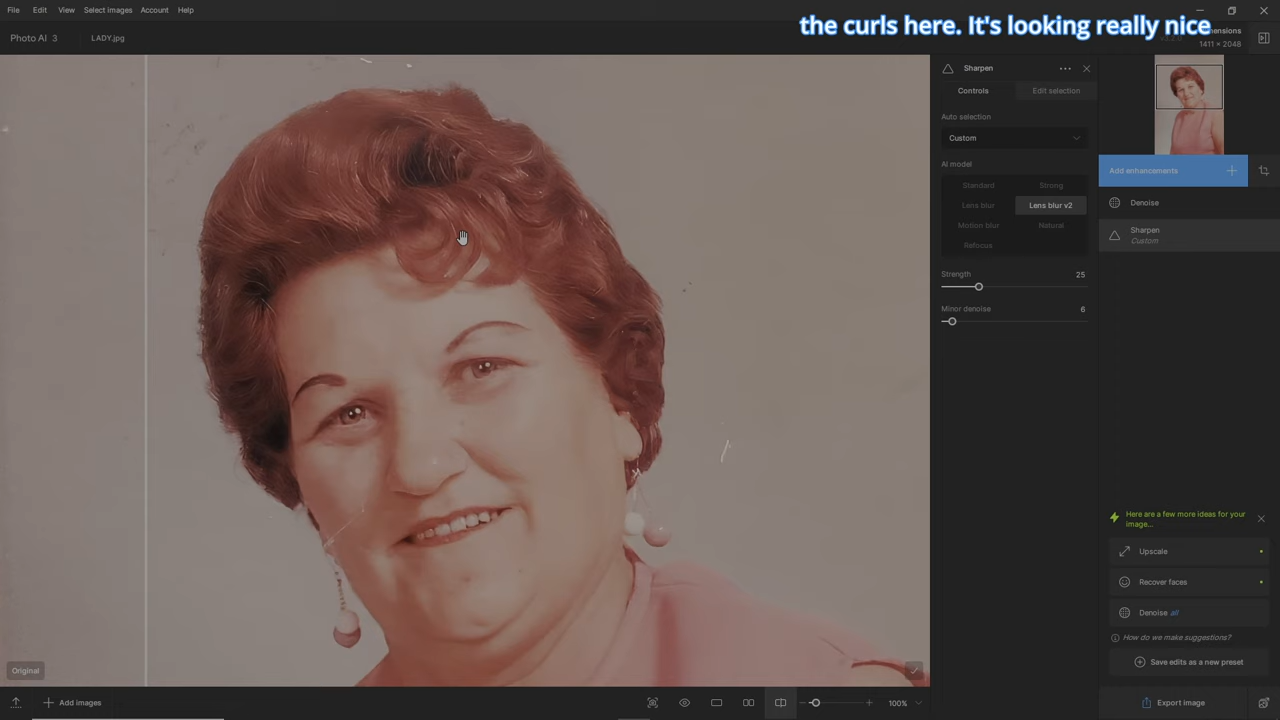 File Edit View Select images Account Help
the curls here. It's looking really nice
Photo AI 3 LADY.jpg
1411 × 2048
Sharpen
Controls Edit selection
Auto selection
Custom
AI model
Standard Strong
Lens blur Lens blur v2
Motion blur Natural
Refocus
Strength 25
Minor denoise 6
Add enhancements
Denoise
Sharpen
Custom
Here are a few more ideas for your
image...
Upscale
Recover faces
Denoise all
How do we make suggestions?
Save edits as a new preset
Original
Add images
100%
Export image